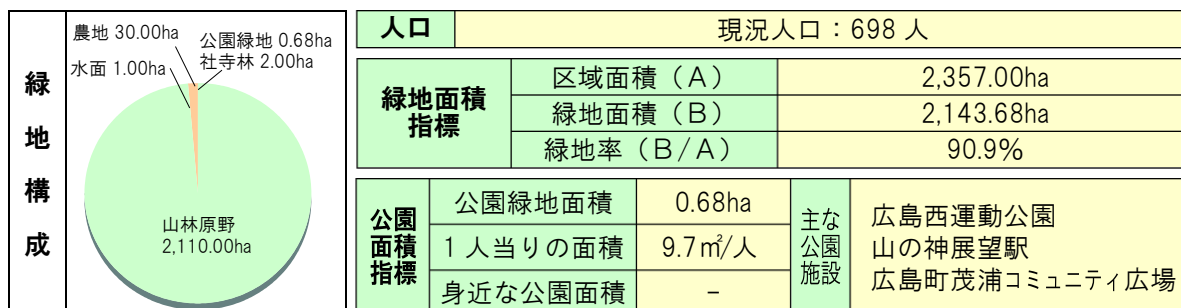 緑地構成
農地 30.00ha
公園緑地 0.68ha
水面 1.00ha
社寺林 2.00ha
山林原野
2,110.00ha
人口
現況人口:698 人
緑地面積
指標
区域面積(A)
2,357.00ha
緑地面積(B)
2,143.68ha
緑地率(B/A)
90.9%
公園
面積
指標
公園緑地面積
0.68ha
1人当りの面積
9.7㎡/人
身近な公園面積
-
主な
公園
施設
広島西運動公園
山の神展望駅
広島町茂浦コミュニティ広場